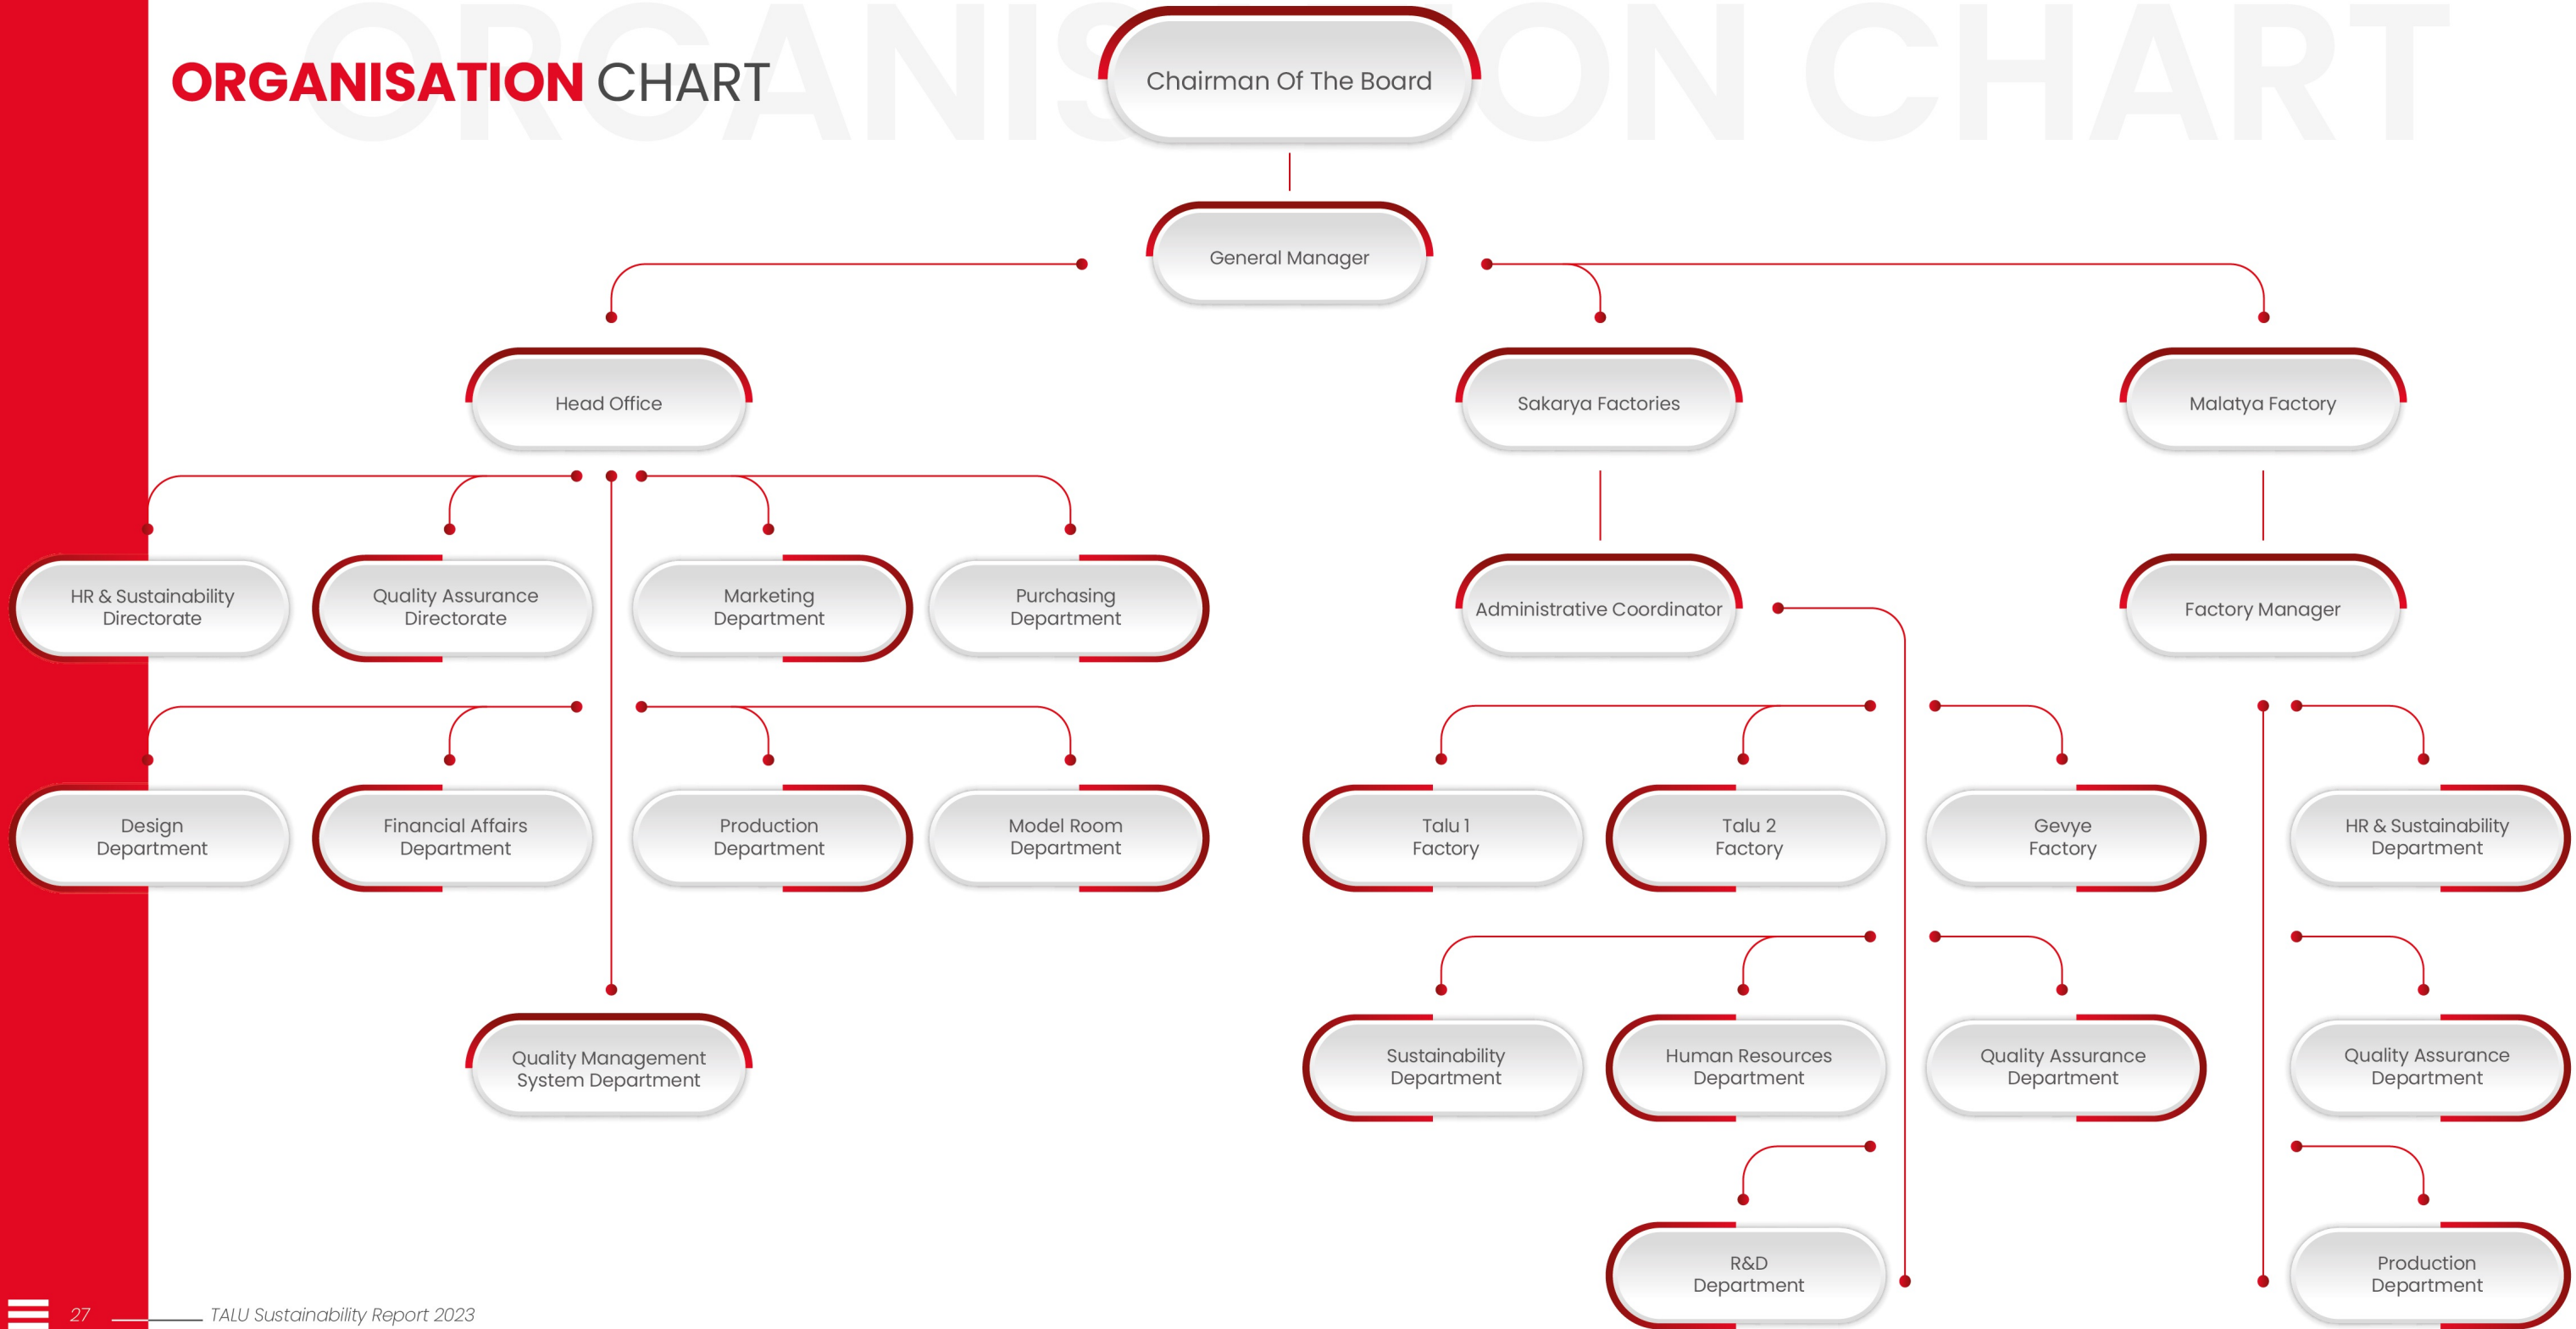 ORGANISATION CHART
ORGANISATION CHART
Chairman Of The Board
General Manager
Head Office
Sakarya Factories
Malatya Factory
HR & Sustainability
Directorate
Quality Assurance
Directorate
Marketing
Department
Purchasing
Department
Administrative Coordinator
Factory Manager
Design
Department
Financial Affairs
Department
Production
Department
Model Room
Department
Talu 1
Factory
Talu 2
Factory
Gevye
Factory
HR & Sustainability
Department
Quality Management
System Department
Sustainability
Department
Human Resources
Department
Quality Assurance
Department
Quality Assurance
Department
R&D
Department
Production
Department
27
TALU Sustainability Report 2023